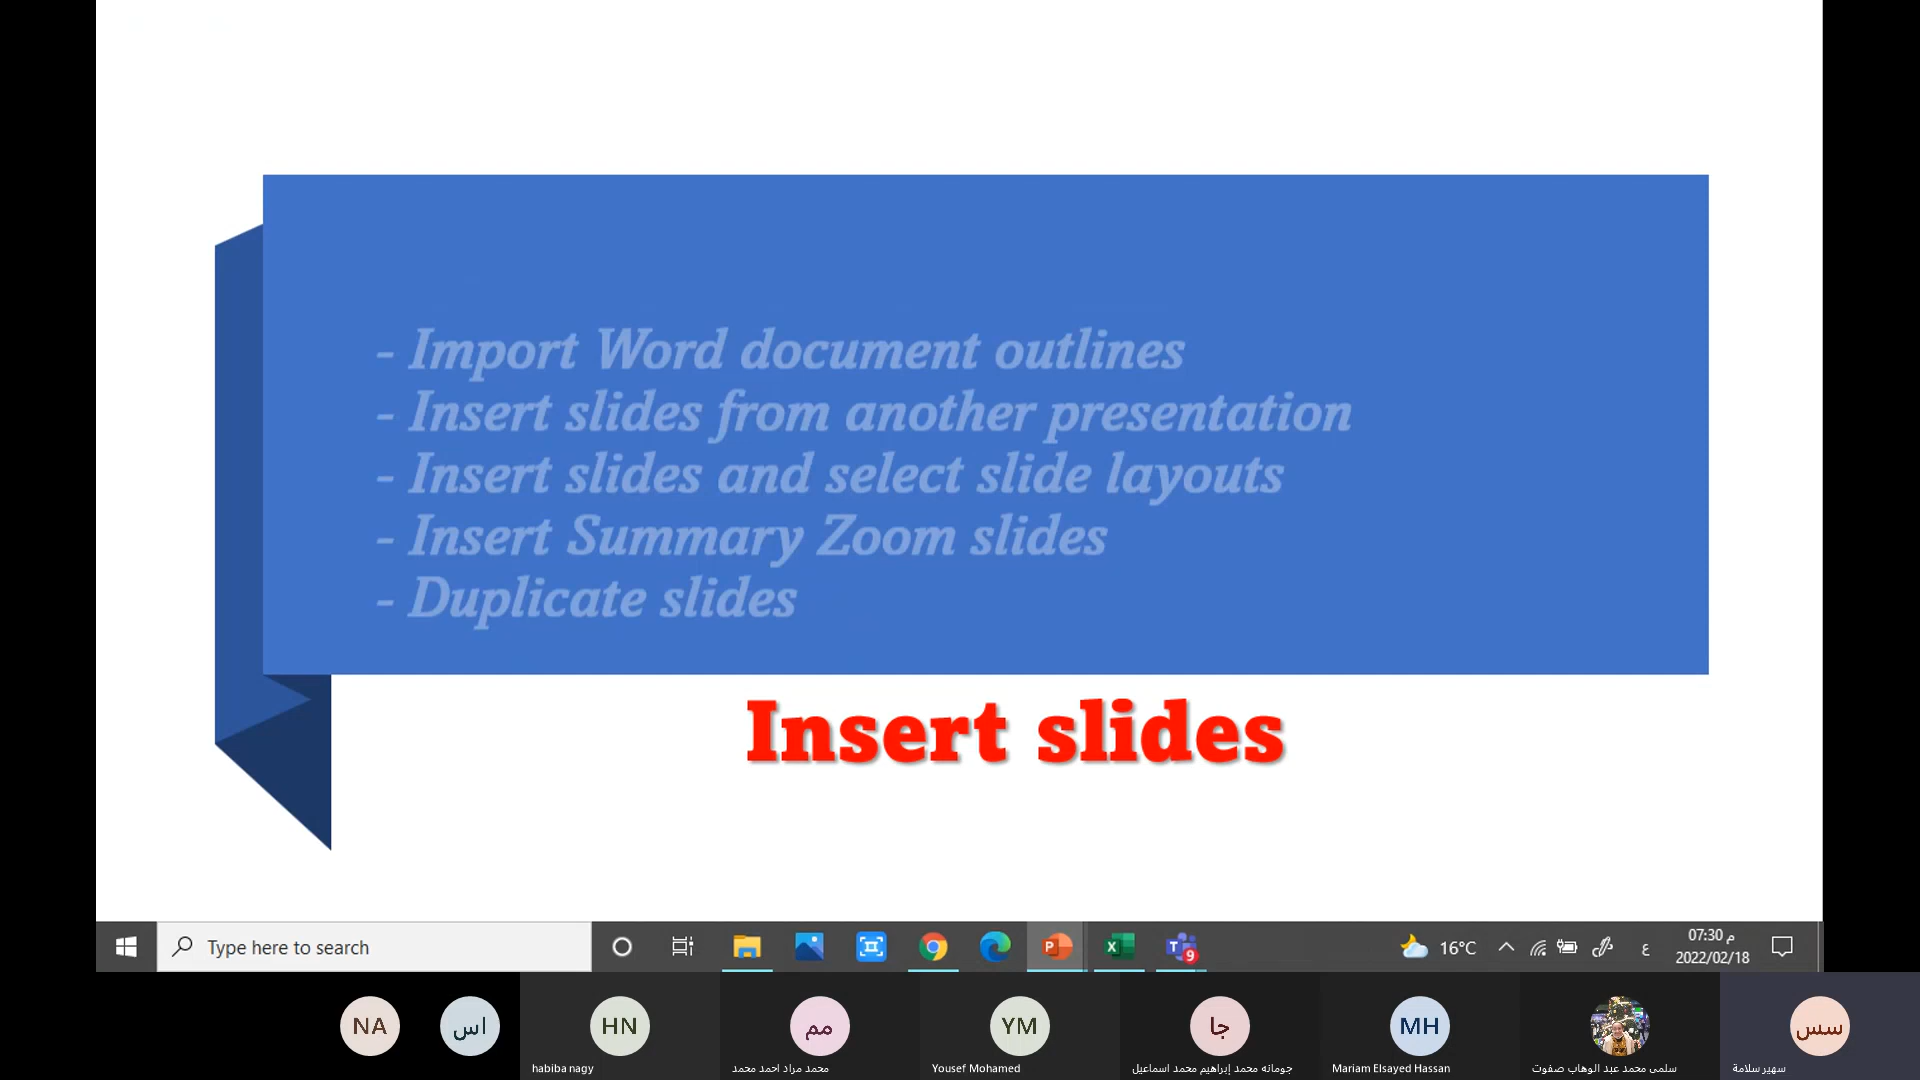 - Import Word document outlines
- Insert slides from another presentation
- Insert slides and select slide layouts
- Insert Summary Zoom slides
- Duplicate slides
Insert slides
Type here to search
16°C
ع
07:30 م
2022/02/18
9
NA
اس
HN
habiba nagy
مم
محمد مراد احمد محمد
YM
Yousef Mohamed
جا
جومانه محمد إبراهيم محمد اسماعيل
MH
Mariam Elsayed Hassan
سلمى محمد عبد الوهاب صفوت
سس
سهير سلامة